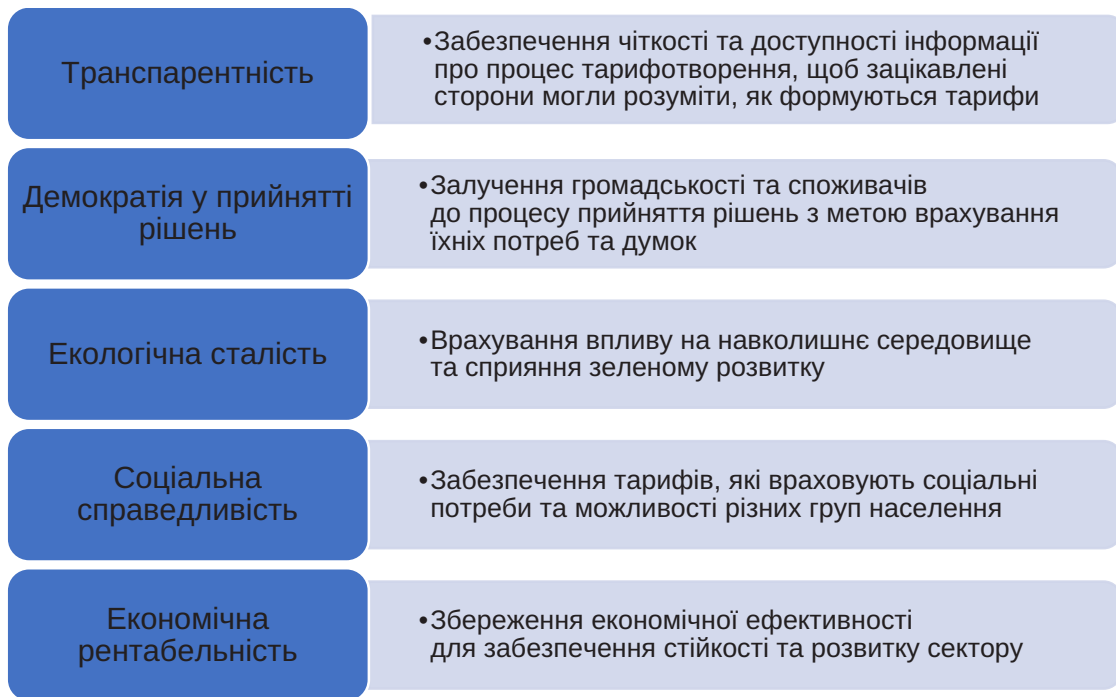 Транспарентність
•Забезпечення чіткості та доступності інформації
про процес тарифотворення, щоб зацікавлені
сторони могли розуміти, як формуються тарифи
Демократія у прийнятті
рішень
•Залучення громадськості та споживачів
до процесу прийняття рішень з метою врахування
їхніх потреб та думок
Екологічна сталість
•Врахування впливу на навколишнє середовище
та сприяння зеленому розвитку
Соціальна
справедливість
•Забезпечення тарифів, які враховують соціальні
потреби та можливості різних груп населення
Економічна
рентабельність
•Збереження економічної ефективності
для забезпечення стійкості та розвитку сектору